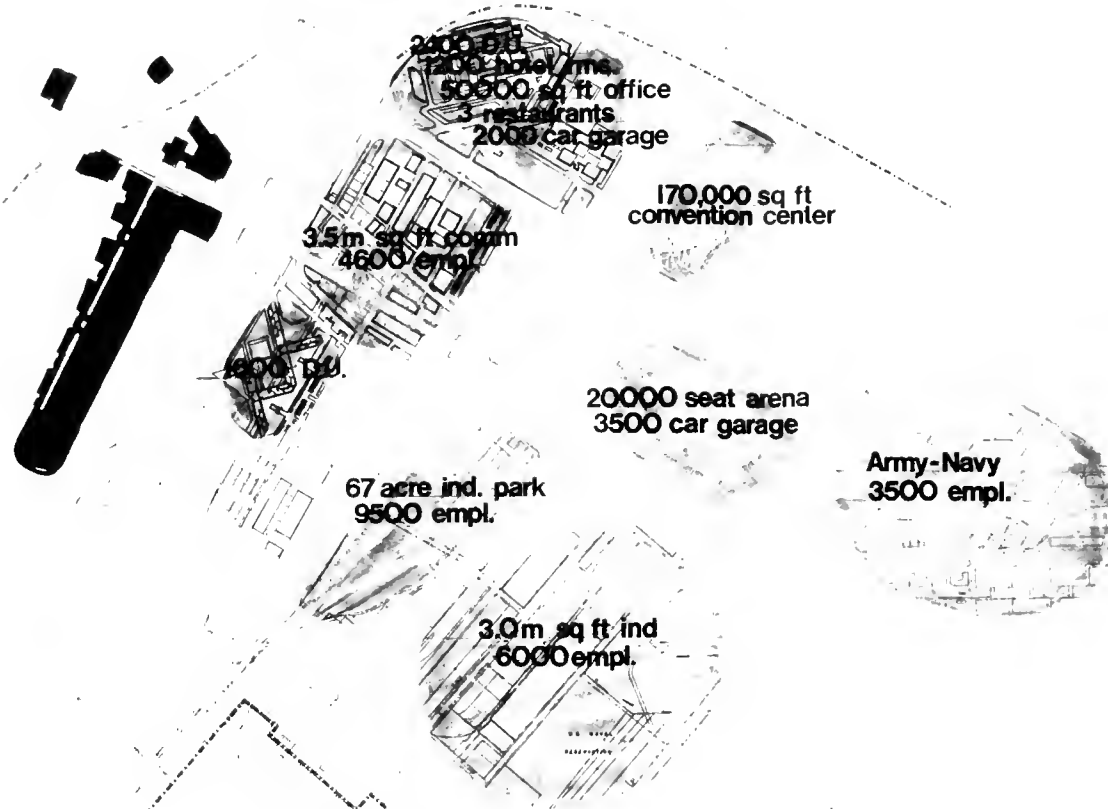 2400 D.U.
1200 hotel rms.
50000 sq ft office
3 restaurants
2000 car garage
170,000 sq ft
convention center
3.5m sq ft comm
4600 empl.
D.U.
20000 seat arena
3500 car garage
Army-Navy
3500 empl.
67 acre ind. park
9500 empl.
3.0m sq ft ind
6000 empl.